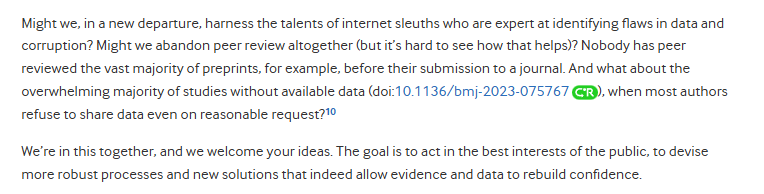 Might we, in a new departure, harness the talents of internet sleuths who are expert at identifying flaws in data and
corruption? Might we abandon peer review altogether (but it's hard to see how that helps)? Nobody has peer
reviewed the vast majority of preprints, for example, before their submission to a journal. And what about the
overwhelming majority of studies without available data (doi:10.1136/bmj-2023-075767 CR), when most authors
refuse to share data even on reasonable request?10
We're in this together, and we welcome your ideas. The goal is to act in the best interests of the public, to devise
more robust processes and new solutions that indeed allow evidence and data to rebuild confidence.